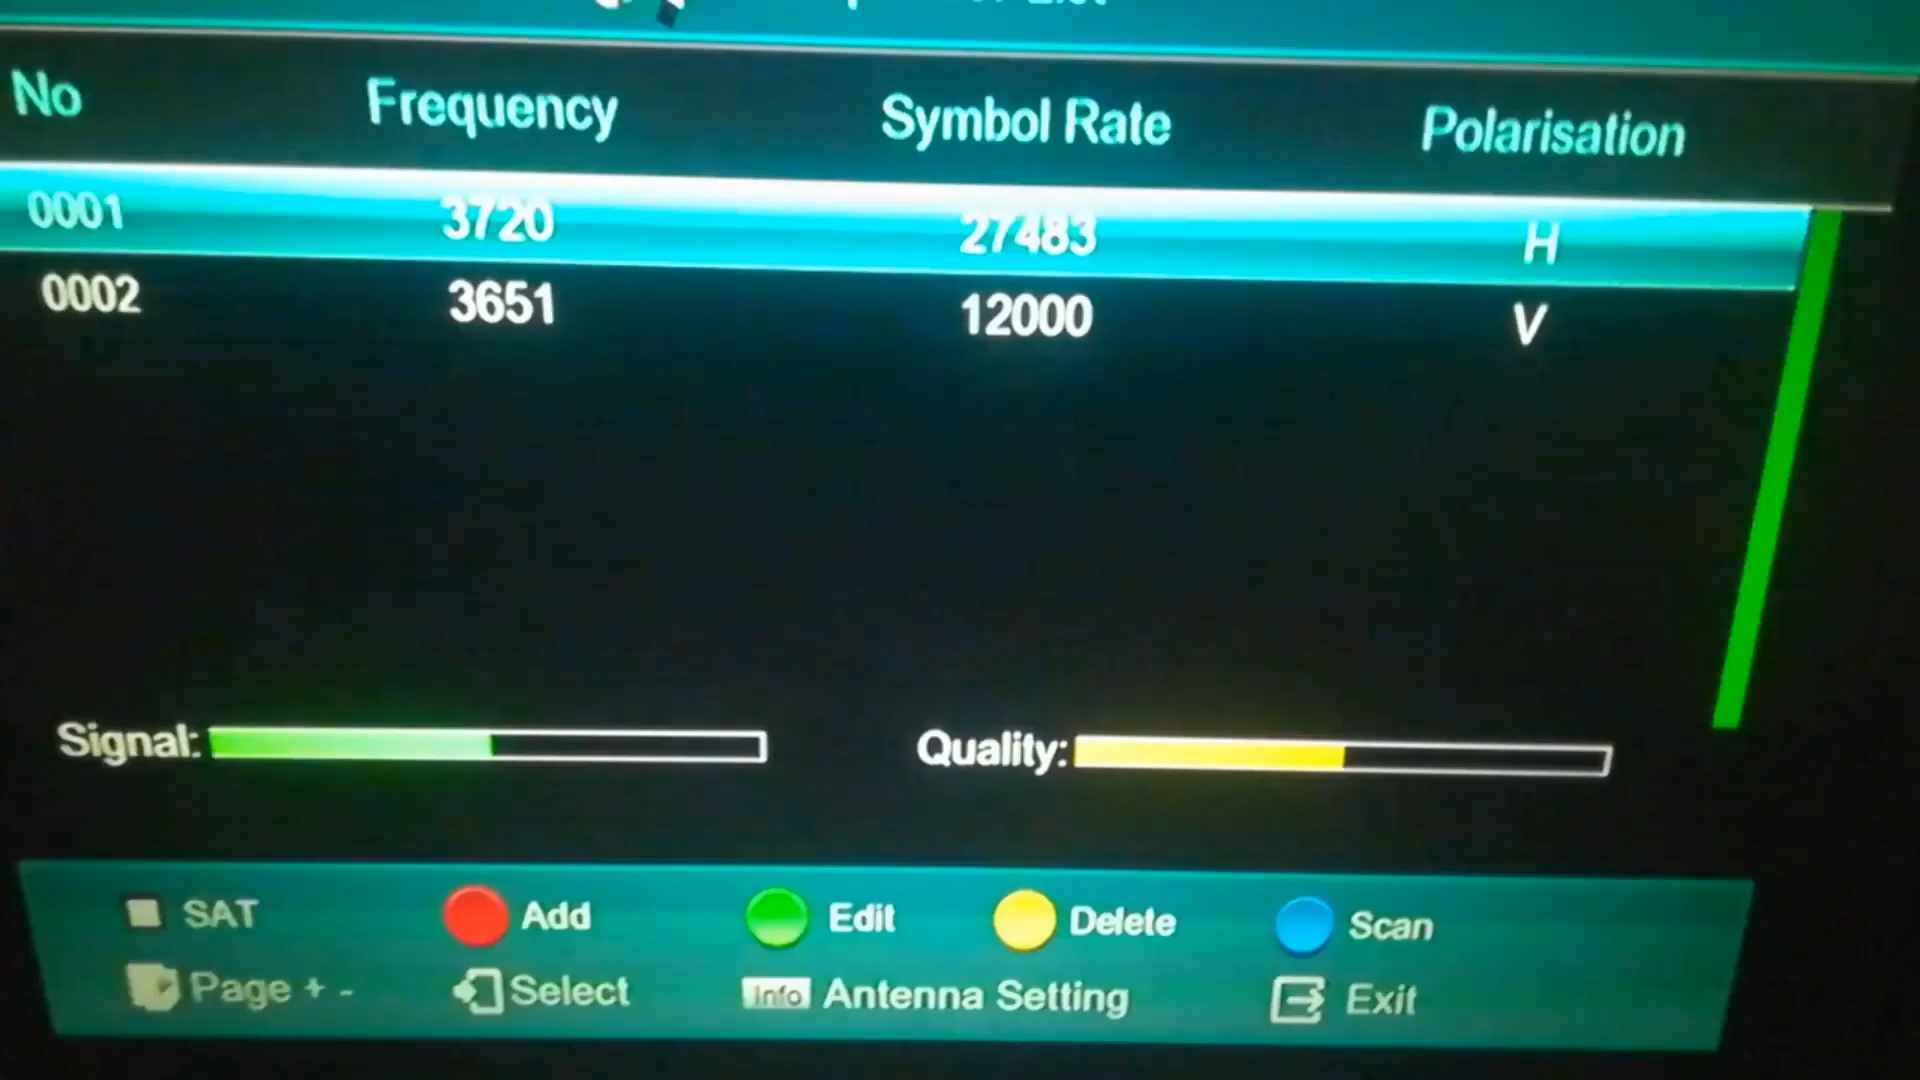 No Frequency Symbol Rate Polarisation
0001 3720 27483 H
0002 3651 12000 V
Signal: Quality:
SAT Add Edit Delete Scan
Page + - Select Info Antenna Setting Exit